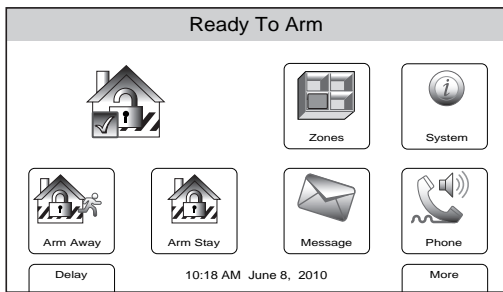 Ready To Arm
Zones
System
Arm Away
Arm Stay
Message
Phone
Delay
10:18 AM June 8, 2010
More